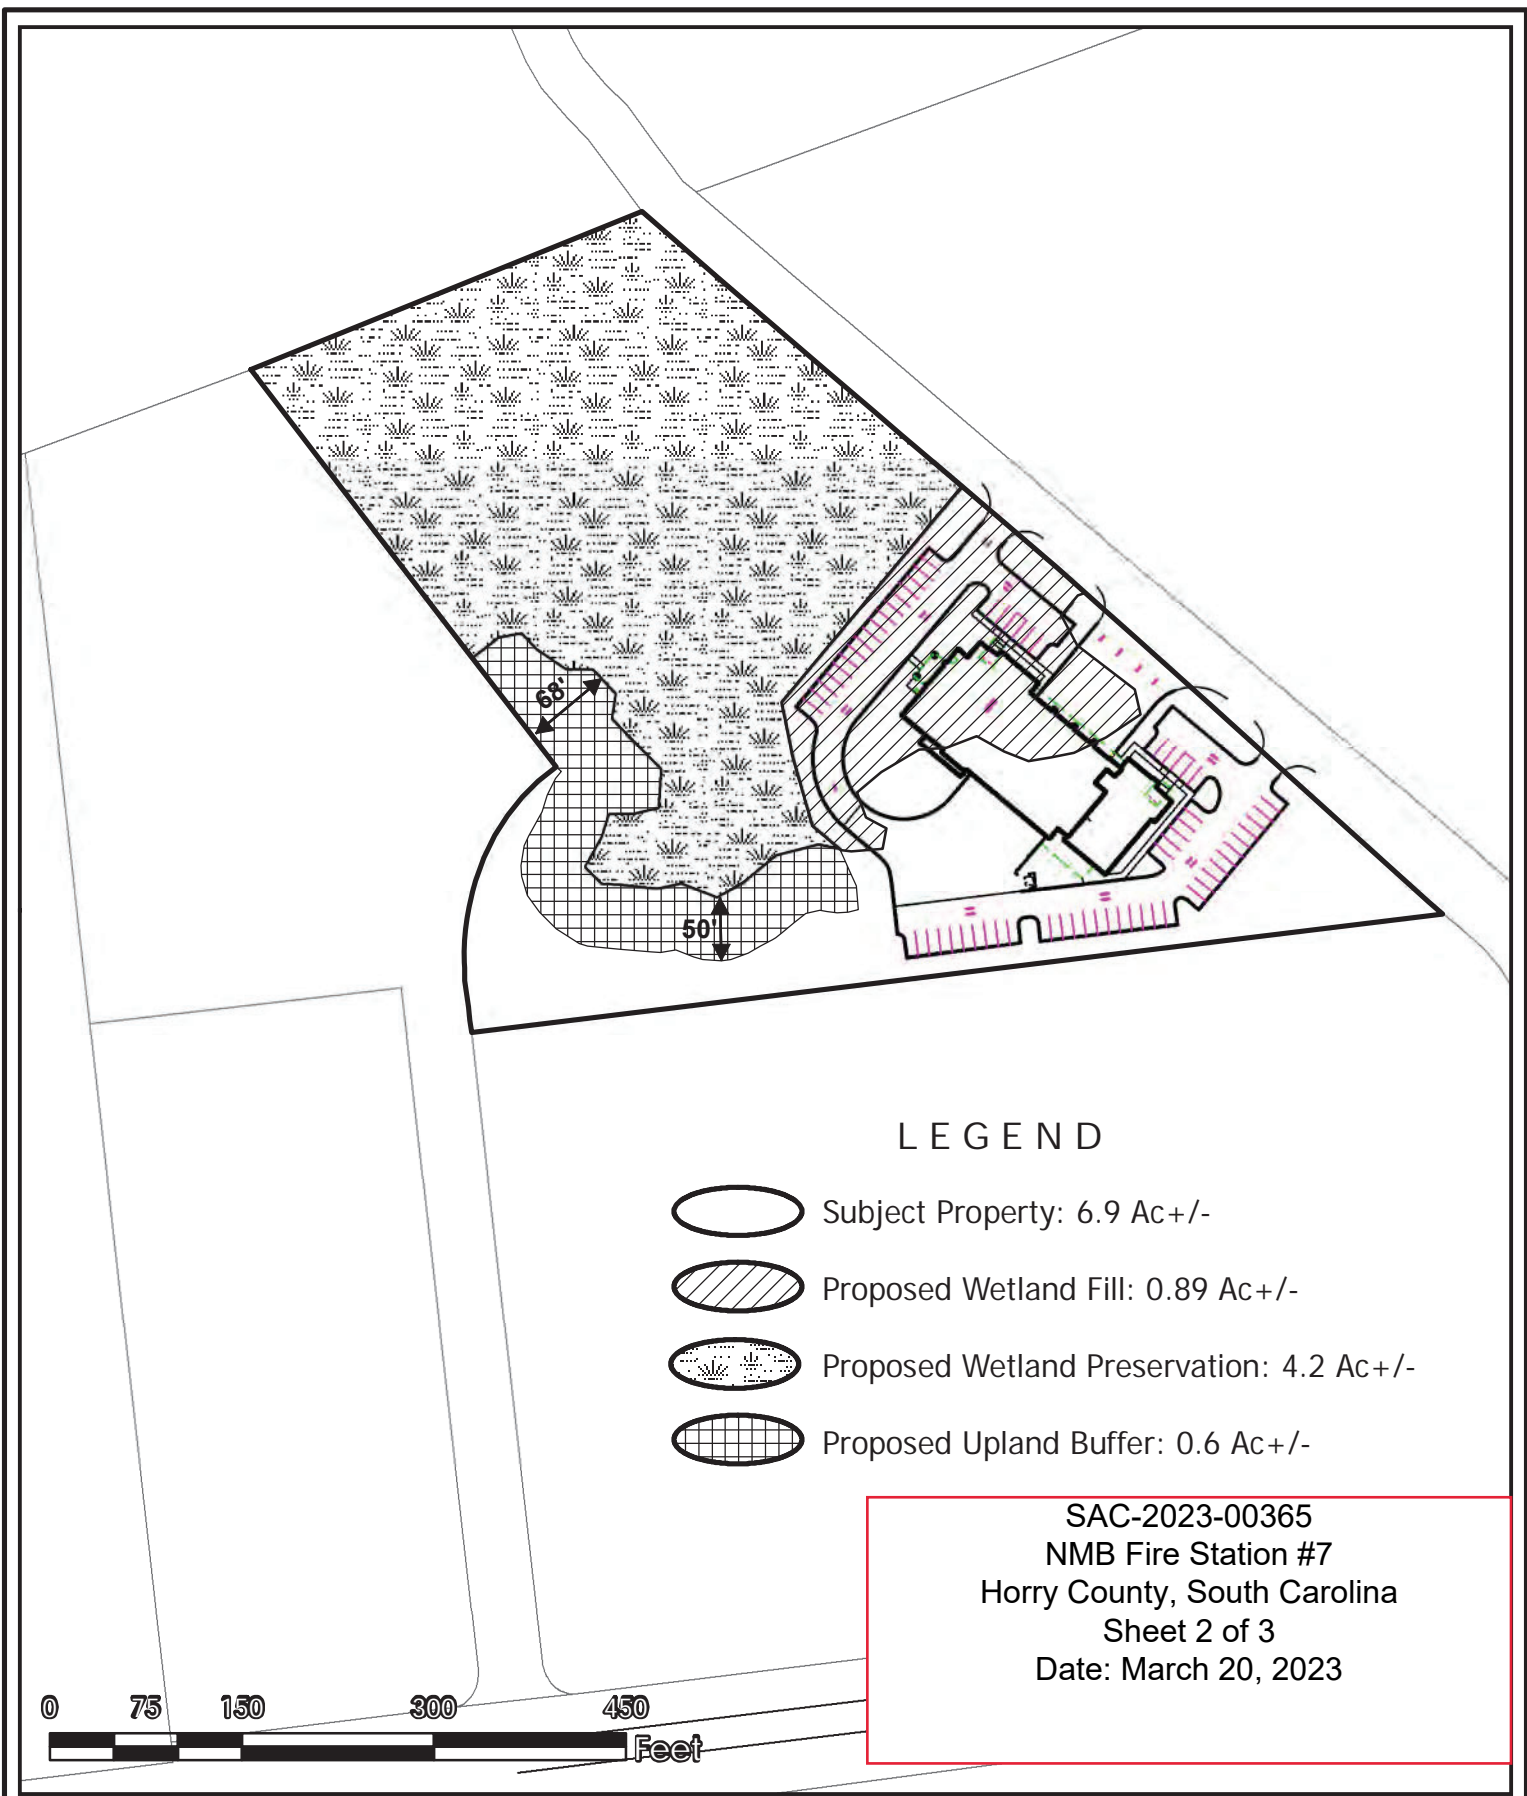 68'
50'
LEGEND
Subject Property: 6.9 Ac+/-
Proposed Wetland Fill: 0.89 Ac+/-
Proposed Wetland Preservation: 4.2 Ac+/-
Proposed Upland Buffer: 0.6 Ac+/-
SAC-2023-00365
NMB Fire Station #7
Horry County, South Carolina
Sheet 2 of 3
Date: March 20, 2023
0 75 150 300 450
Feet